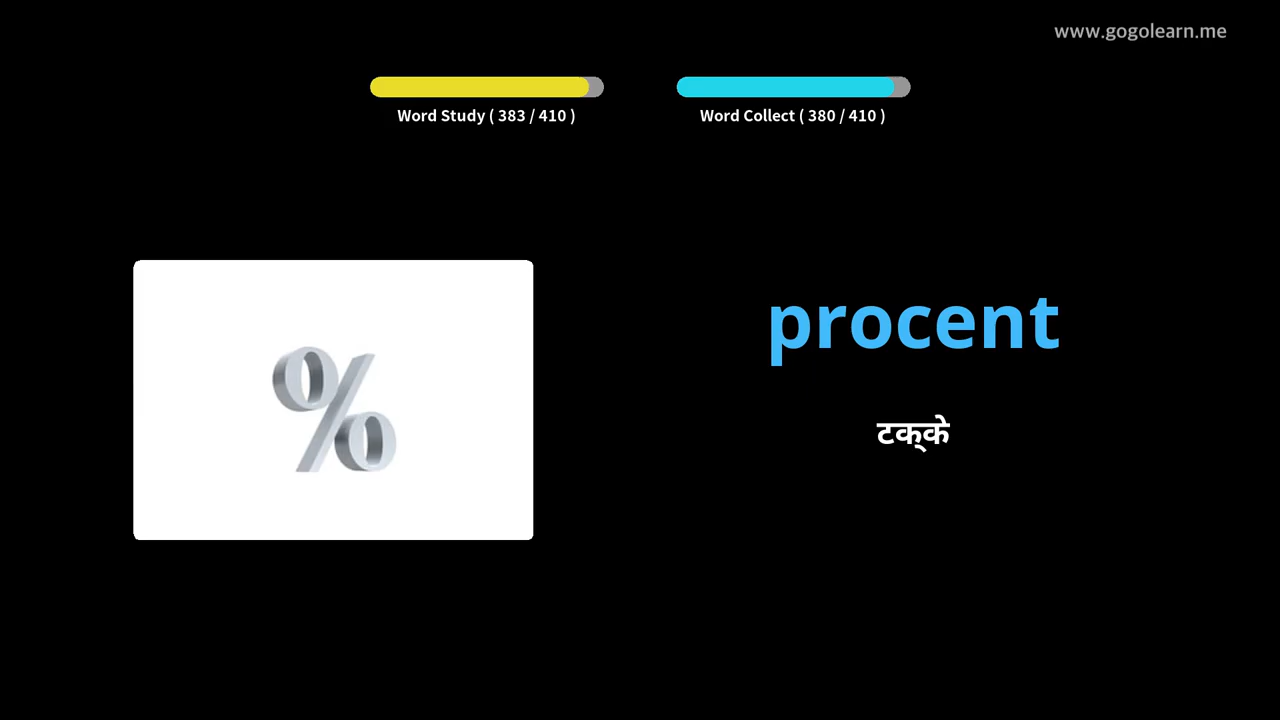 www.gogolearn.me
Word Study ( 383 / 410 )
Word Collect ( 380 / 410 )
%
procent
टक्के